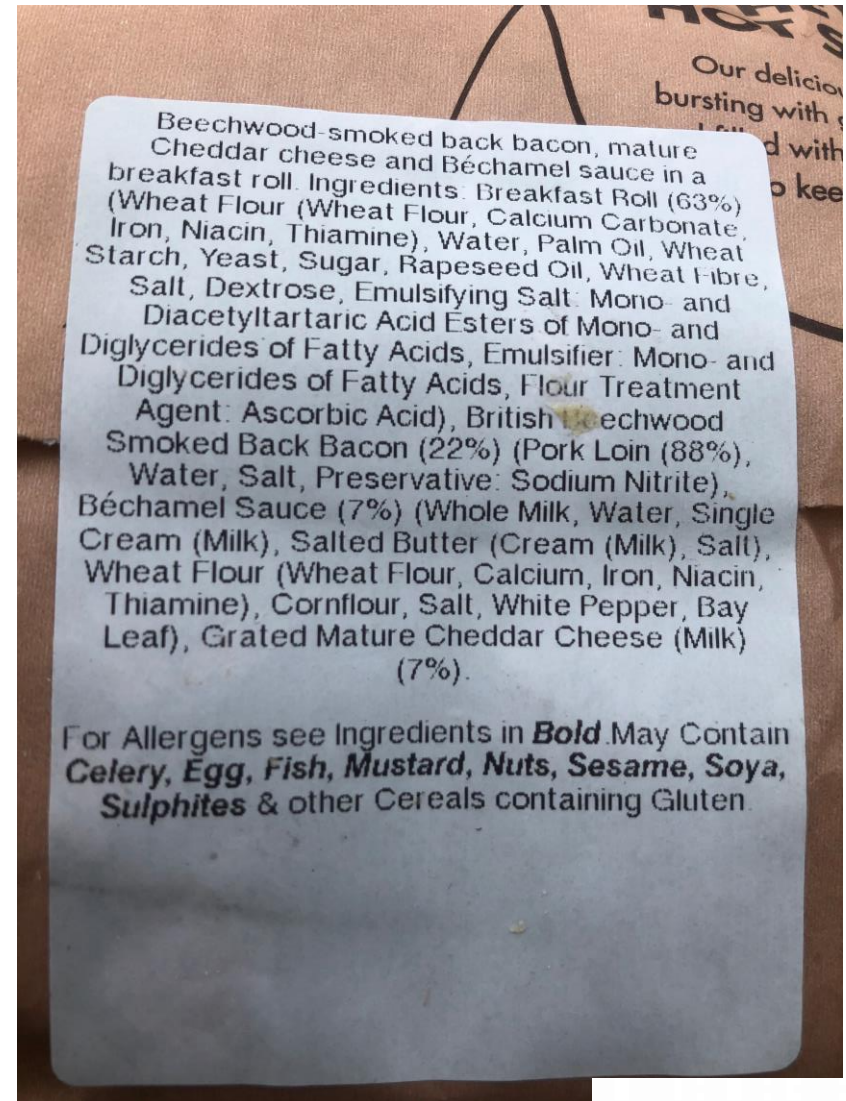 HOT S
Our delicio
bursting with
d with
o kee
Beechwood-smoked back bacon, mature
Cheddar cheese and Béchamel sauce in a
breakfast roll. Ingredients: Breakfast Roll (63%)
(Wheat Flour (Wheat Flour, Calcium Carbonate,
Iron, Niacin, Thiamine), Water, Palm Oil, Wheat
Starch, Yeast, Sugar, Rapeseed Oil, Wheat Fibre,
Salt, Dextrose, Emulsifying Salt: Mono- and
Diacetyltartaric Acid Esters of Mono- and
Diglycerides of Fatty Acids, Emulsifier: Mono- and
Diglycerides of Fatty Acids, Flour Treatment
Agent: Ascorbic Acid), British Beechwood
Smoked Back Bacon (22%) (Pork Loin (88%),
Water, Salt, Preservative: Sodium Nitrite),
Béchamel Sauce (7%) (Whole Milk, Water, Single
Cream (Milk), Salted Butter (Cream (Milk), Salt),
Wheat Flour (Wheat Flour, Calcium, Iron, Niacin,
Thiamine), Cornflour, Salt, White Pepper, Bay
Leaf), Grated Mature Cheddar Cheese (Milk)
(7%).
For Allergens see Ingredients in Bold.May Contain
Celery, Egg, Fish, Mustard, Nuts, Sesame, Soya,
Sulphites & other Cereals containing Gluten.